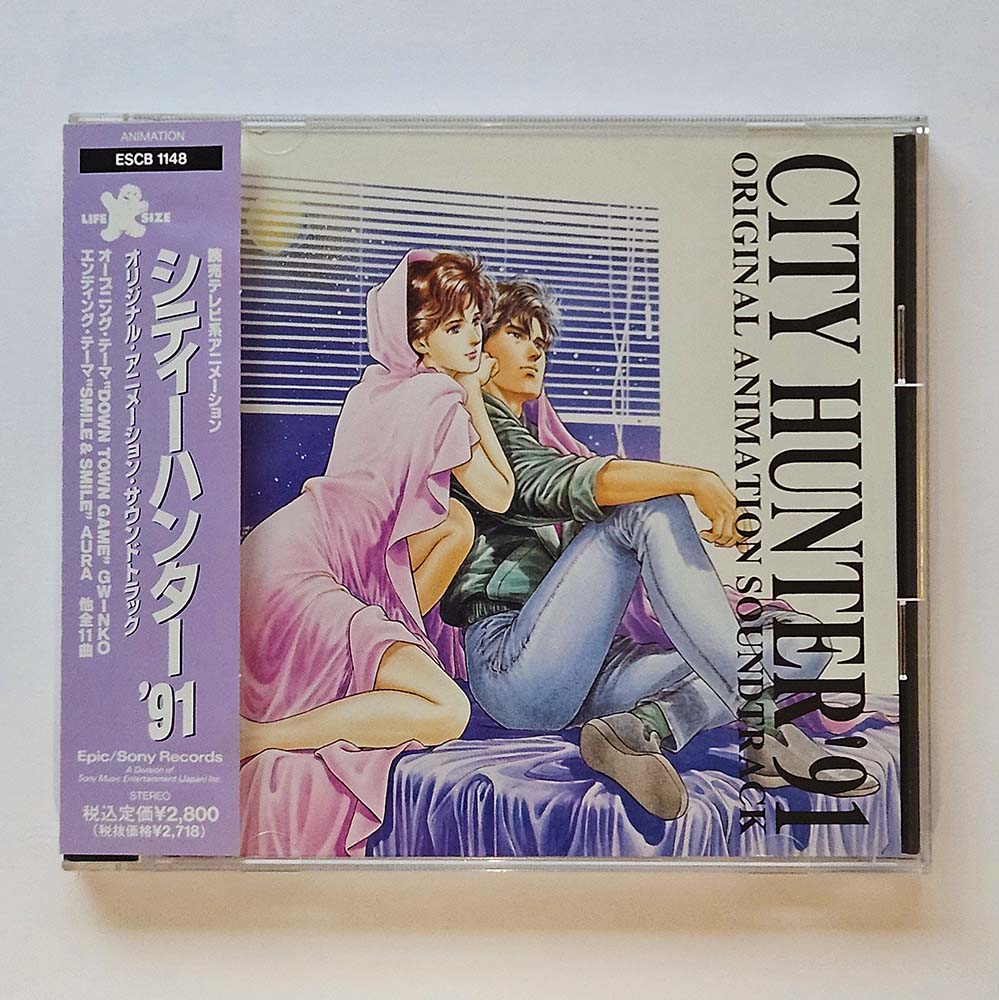 ANIMATION
ESCB 1148
LIFE SIZE
読売テレビ系アニメーション
シティーハンター'91
オリジナル・アニメーション・サウンドトラック
オープニング・テーマ"DOWN TOWN GAME" GWINKO
エンディング・テーマ"SMILE & SMILE" AURA 他全11曲
Epic/Sony Records
A Division of
Sony Music Entertainment (Japan) Inc.
STEREO
税込定価¥2,800
(税抜価格¥2,718)
CITY HUNTER'91
ORIGINAL ANIMATION SOUNDTRACK